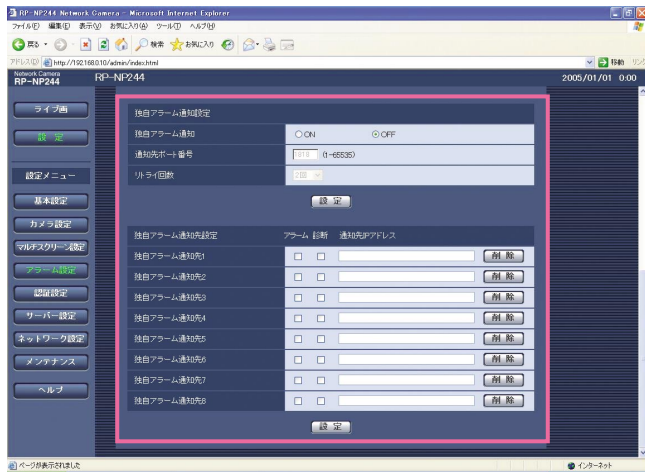 RP-NP244 Network Camera - Microsoft Internet Explorer
ファイル(F) 編集(E) 表示(V) お気に入り(A) ツール(T) ヘルプ(H)
戻る 検索 お気に入り
アドレス(D) http://192.168.0.10/admin/index.html 移動 リンク
Network Camera
RP-NP244
RP-NP244
2005/01/01 0:00
ライブ画
設 定
設定メニュー
基本設定
カメラ設定
マルチスクリーン設定
アラーム設定
認証設定
サーバー設定
ネットワーク設定
メンテナンス
ヘルプ
独自アラーム通知設定
独自アラーム通知 ON OFF
通知先ポート番号 1818 (1-65535)
リトライ回数 2回
設 定
独自アラーム通知先設定 アラーム 診断 通知先IPアドレス
独自アラーム通知先1 削 除
独自アラーム通知先2 削 除
独自アラーム通知先3 削 除
独自アラーム通知先4 削 除
独自アラーム通知先5 削 除
独自アラーム通知先6 削 除
独自アラーム通知先7 削 除
独自アラーム通知先8 削 除
設 定
ページが表示されました インターネット